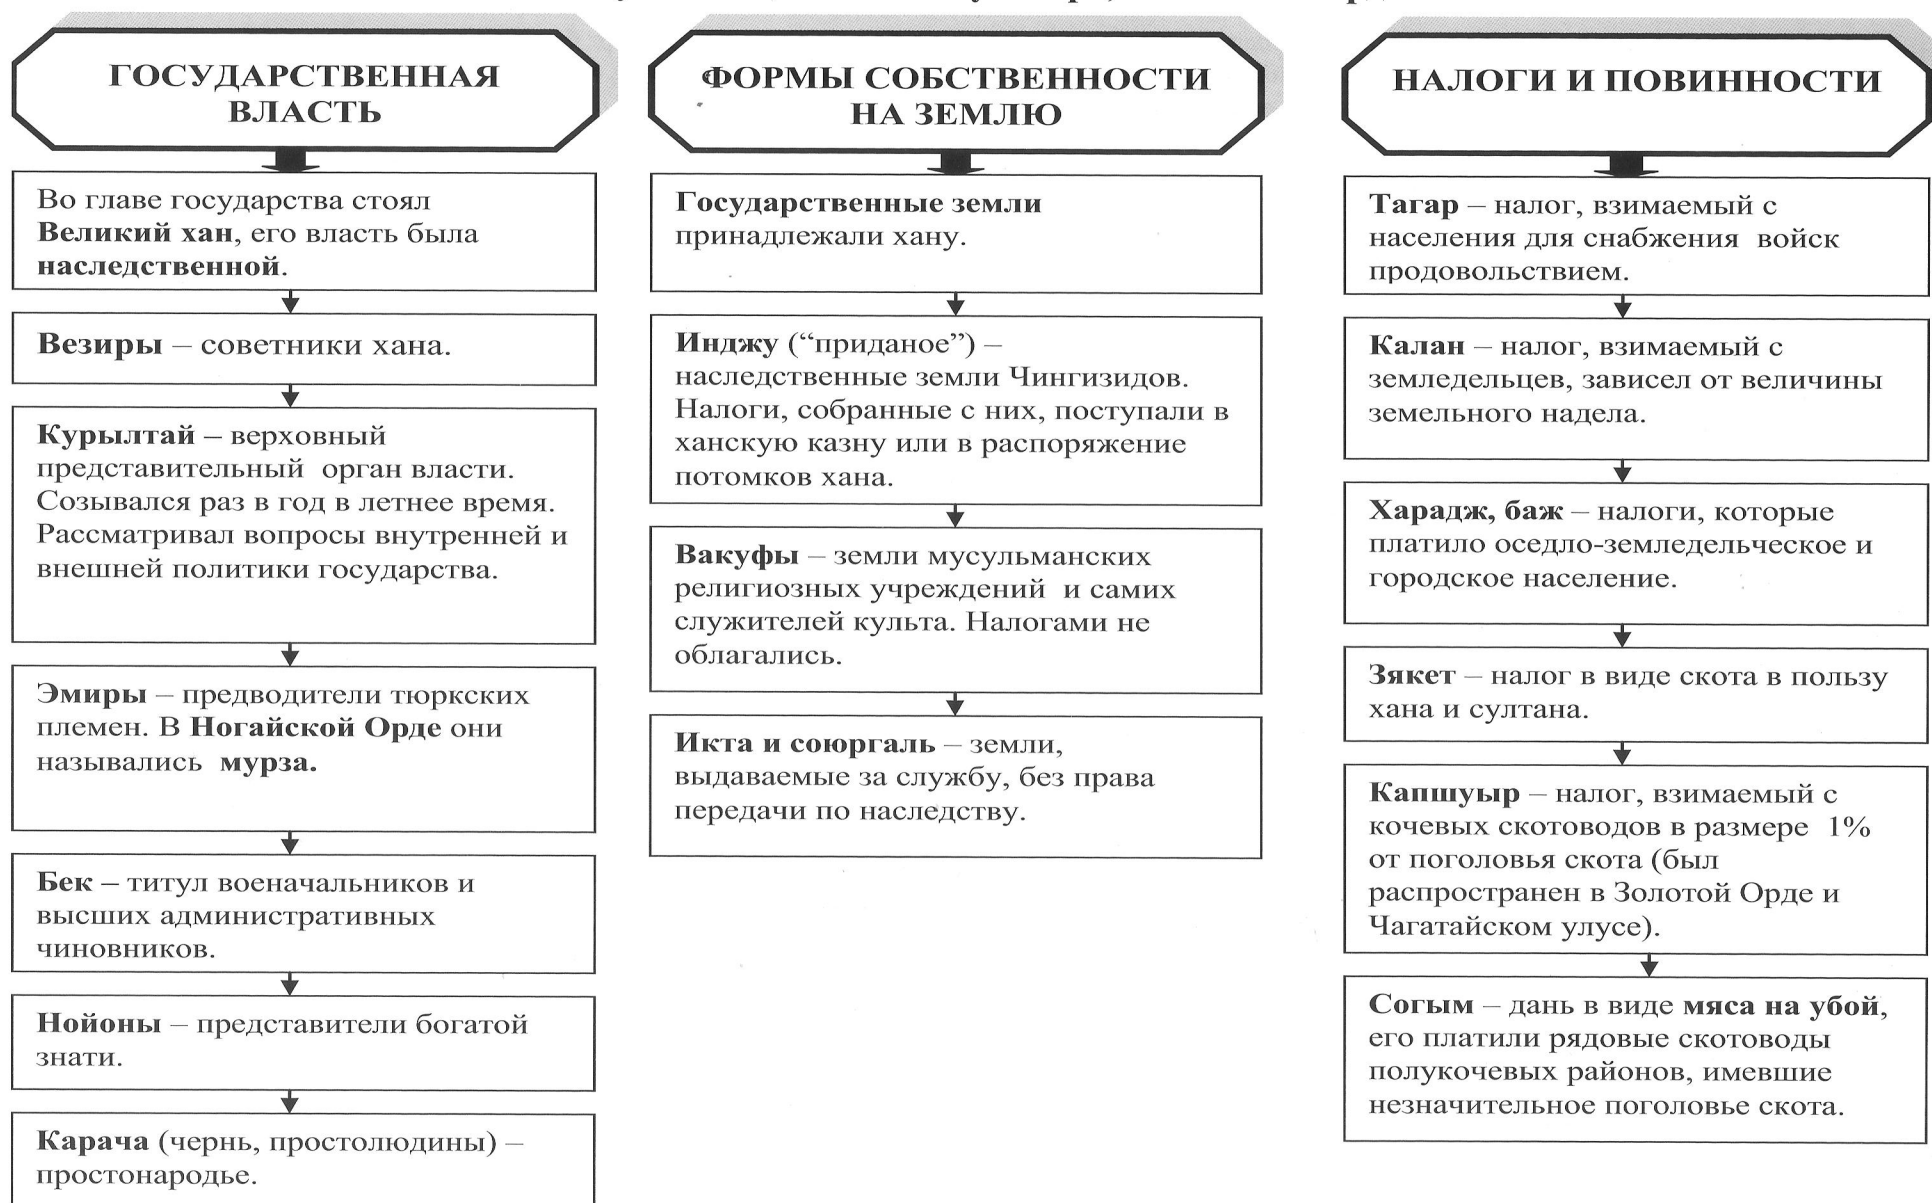 ГОСУДАРСТВЕННАЯ
ВЛАСТЬ
Во главе государства стоял
Великий хан, его власть была
наследственной.
Везиры – советники хана.
Курылтай – верховный
представительный орган власти.
Созывался раз в год в летнее время.
Рассматривал вопросы внутренней и
внешней политики государства.
Эмиры – предводители тюркских
племен. В Ногайской Орде они
назывались мурза.
Бек – титул военачальников и
высших административных
чиновников.
Нойоны – представители богатой
знати.
Карача (чернь, простолюдины) –
простонародье.
ФОРМЫ СОБСТВЕННОСТИ
НА ЗЕМЛЮ
Государственные земли
принадлежали хану.
Инджу (“приданое”) –
наследственные земли Чингизидов.
Налоги, собранные с них, поступали в
ханскую казну или в распоряжение
потомков хана.
Вакуфы – земли мусульманских
религиозных учреждений и самих
служителей культа. Налогами не
облагались.
Икта и союргаль – земли,
выдаваемые за службу, без права
передачи по наследству.
НАЛОГИ И ПОВИННОСТИ
Тагар – налог, взимаемый с
населения для снабжения войск
продовольствием.
Калан – налог, взимаемый с
земледельцев, зависел от величины
земельного надела.
Харадж, баж – налоги, которые
платило оседло-земледельческое и
городское население.
Зякет – налог в виде скота в пользу
хана и султана.
Капшуыр – налог, взимаемый с
кочевых скотоводов в размере 1%
от поголовья скота (был
распространен в Золотой Орде и
Чагатайском улусе).
Согым – дань в виде мяса на убой,
его платили рядовые скотоводы
полукочевых районов, имевшие
незначительное поголовье скота.